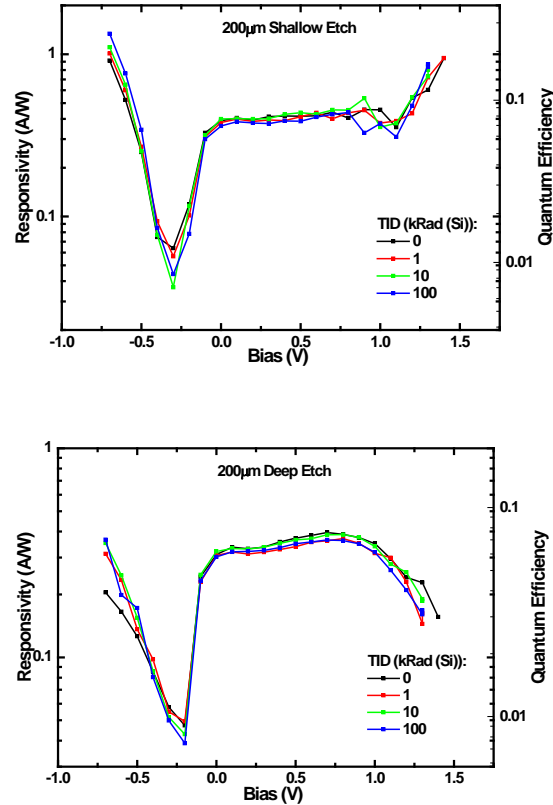 200µm Shallow Etch
Responsivity (A/W)
1
0.1
Quantum Efficiency
0.1
0.01
TID (kRad (Si)):
0
1
10
100
-1.0 -0.5 0.0 0.5 1.0 1.5
Bias (V)
200µm Deep Etch
Responsivity (A/W)
1
0.1
Quantum Efficiency
0.1
0.01
TID (kRad (Si)):
0
1
10
100
-1.0 -0.5 0.0 0.5 1.0 1.5
Bias (V)